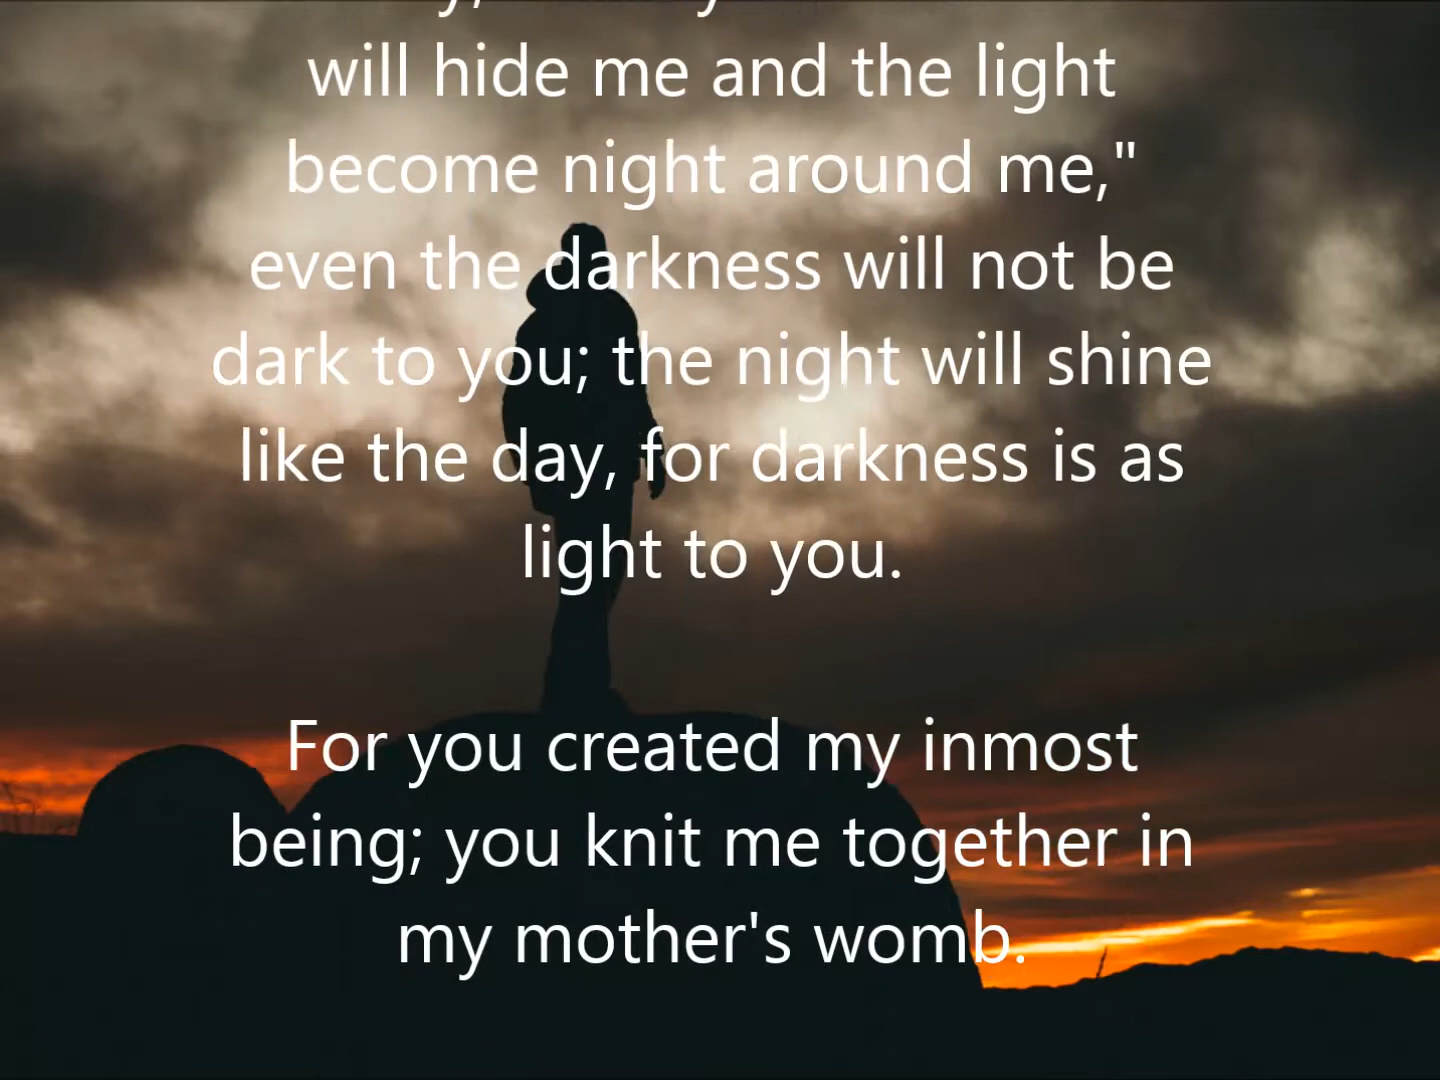 will hide me and the light
become night around me,"
even the darkness will not be
dark to you; the night will shine
like the day, for darkness is as
light to you.
For you created my inmost
being; you knit me together in
my mother's womb.